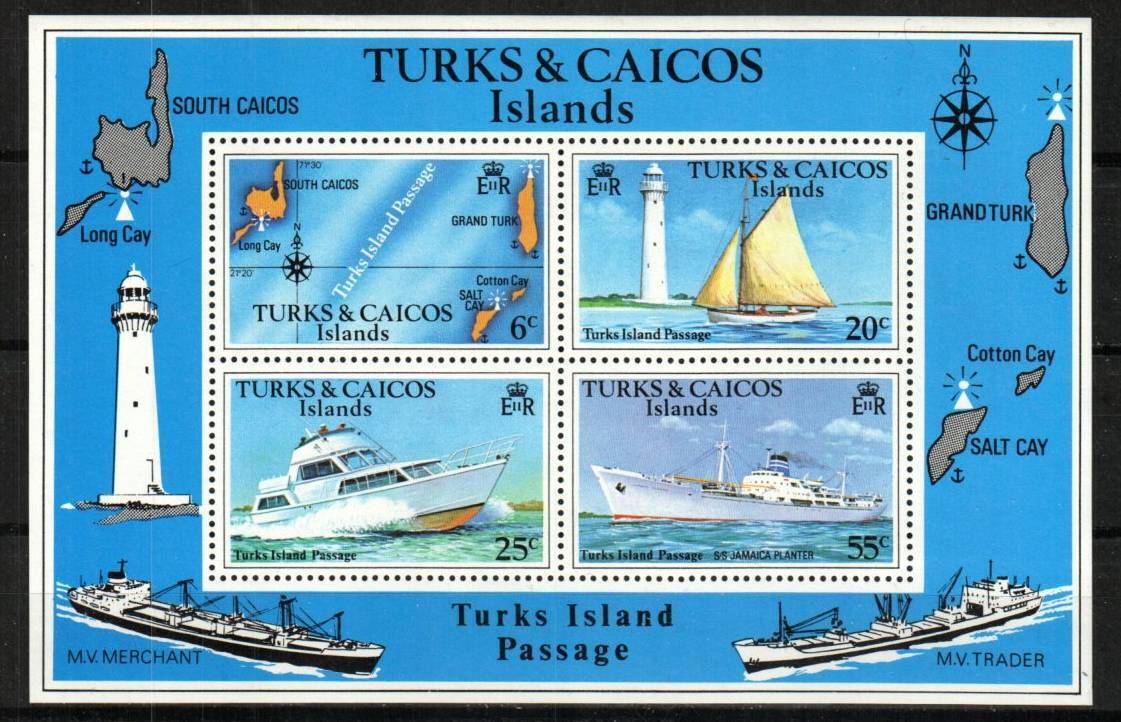 TURKS & CAICOS
Islands
N
SOUTH CAICOS
Long Cay
GRAND TURK
Cotton Cay
SALT CAY
71°30'
SOUTH CAICOS
Turks Island Passage
EIIR
GRAND TURK
Long Cay
N
21°20'
Cotton Cay
SALT
CAY
TURKS & CAICOS
Islands
6c
EIIR
TURKS & CAICOS
Islands
Turks Island Passage
20c
TURKS & CAICOS
Islands
EIIR
Turks Island Passage
25c
TURKS & CAICOS
Islands
EIIR
Turks Island Passage S/S JAMAICA PLANTER
55c
M.V. MERCHANT
Turks Island
Passage
M.V. TRADER